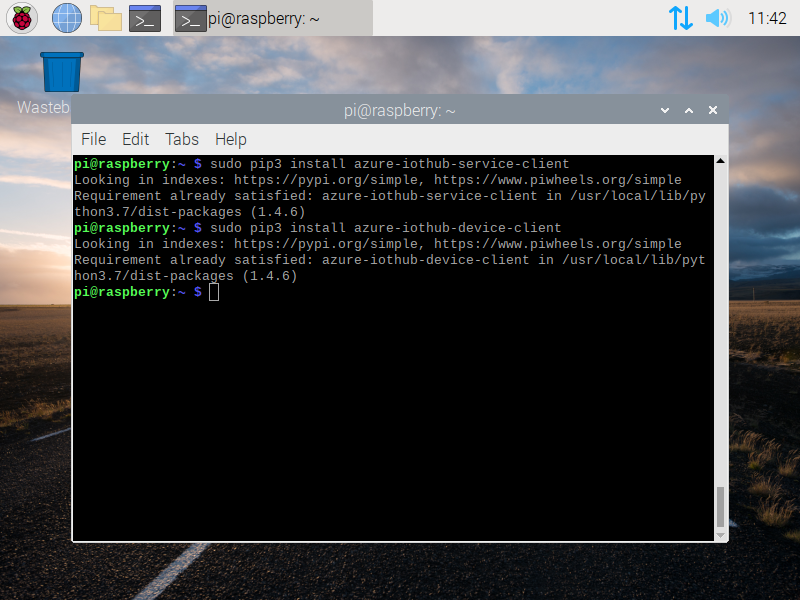 pi@raspberry: ~
11:42
Wasteb
pi@raspberry: ~
File Edit Tabs Help
pi@raspberry:~ $ sudo pip3 install azure-iothub-service-client
Looking in indexes: https://pypi.org/simple, https://www.piwheels.org/simple
Requirement already satisfied: azure-iothub-service-client in /usr/local/lib/py
thon3.7/dist-packages (1.4.6)
pi@raspberry:~ $ sudo pip3 install azure-iothub-device-client
Looking in indexes: https://pypi.org/simple, https://www.piwheels.org/simple
Requirement already satisfied: azure-iothub-device-client in /usr/local/lib/pyt
hon3.7/dist-packages (1.4.6)
pi@raspberry:~ $